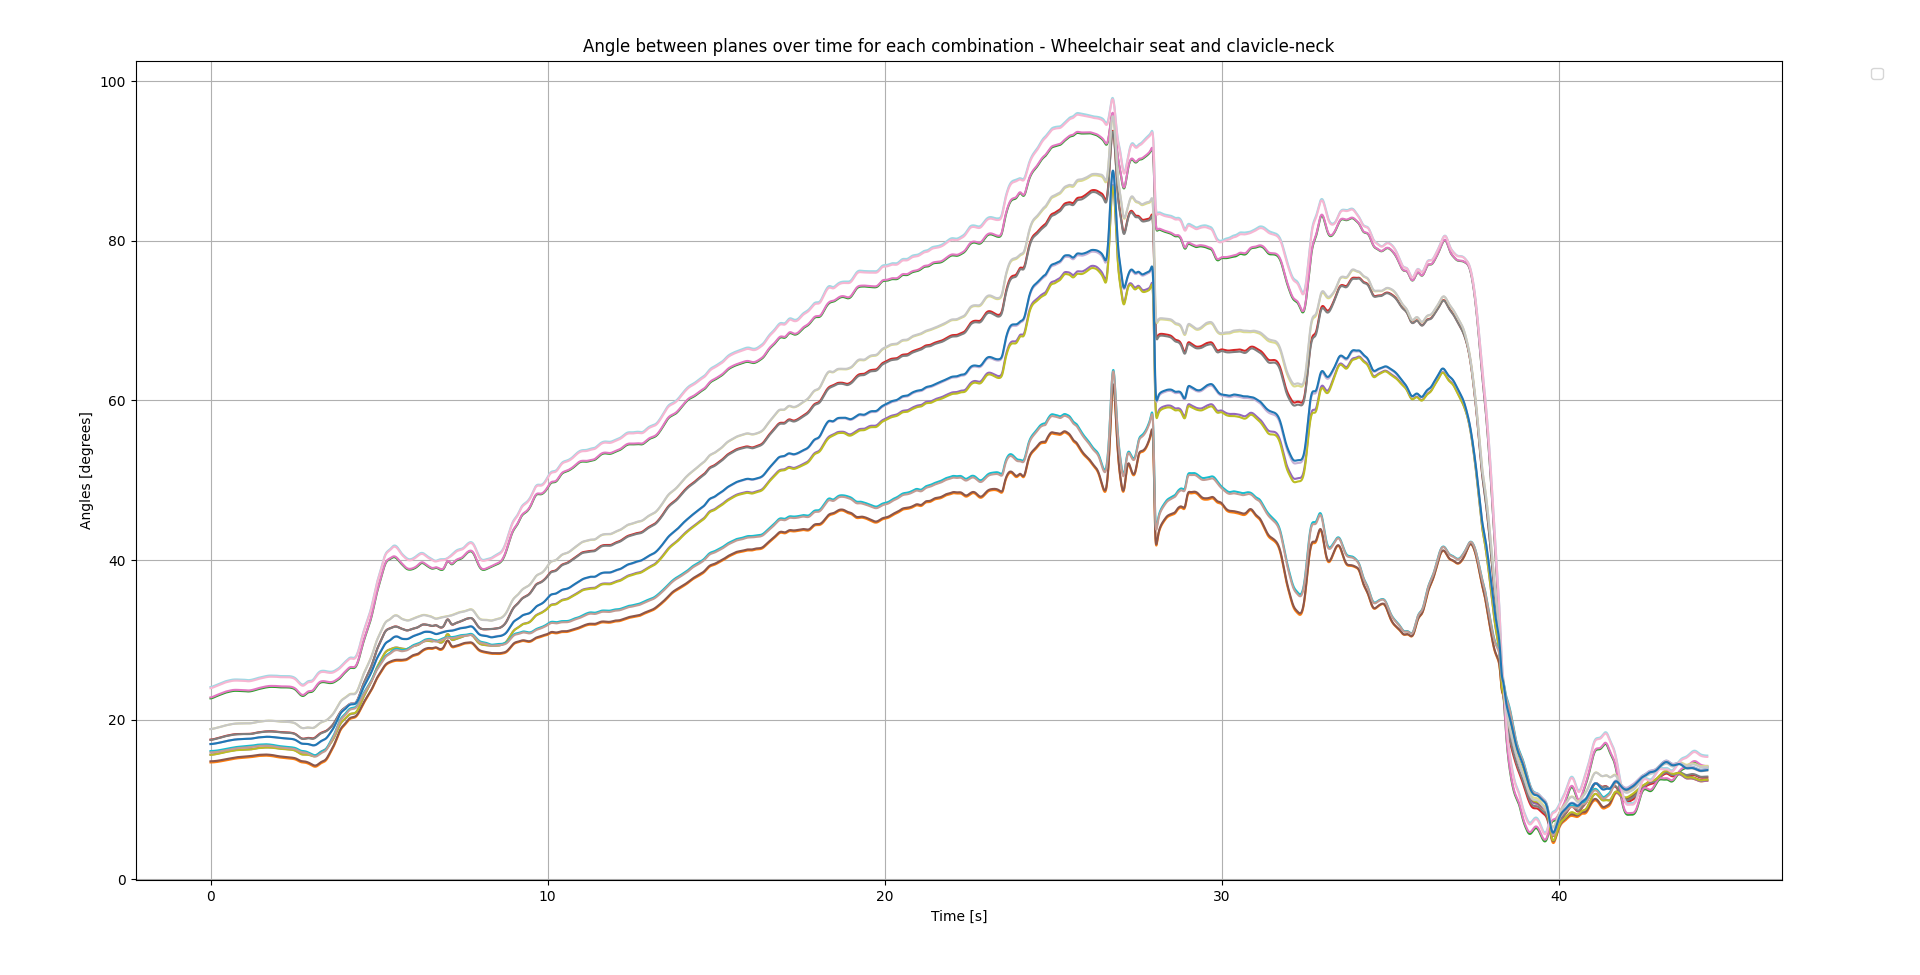 Angle between planes over time for each combination - Wheelchair seat and clavicle-neck
100
80
60
40
20
0
Angles [degrees]
0 10 20 30 40
Time [s]